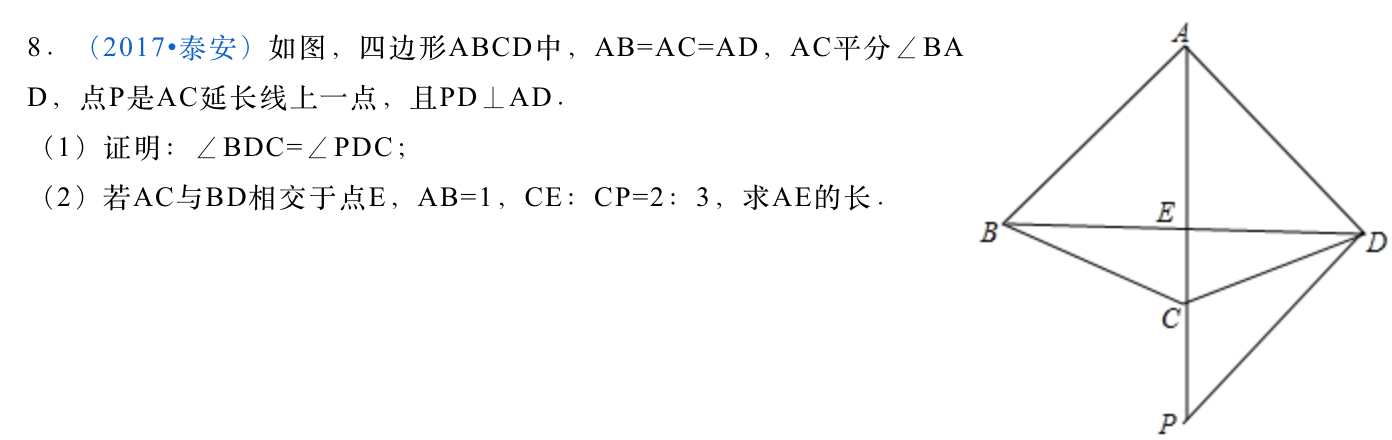 8．（2017•泰安）如图，四边形ABCD中，AB=AC=AD，AC平分∠BA
D，点P是AC延长线上一点，且PD⊥AD．
（1）证明：∠BDC=∠PDC；
（2）若AC与BD相交于点E，AB=1，CE：CP=2：3，求AE的长．
A
E
B
D
C
P